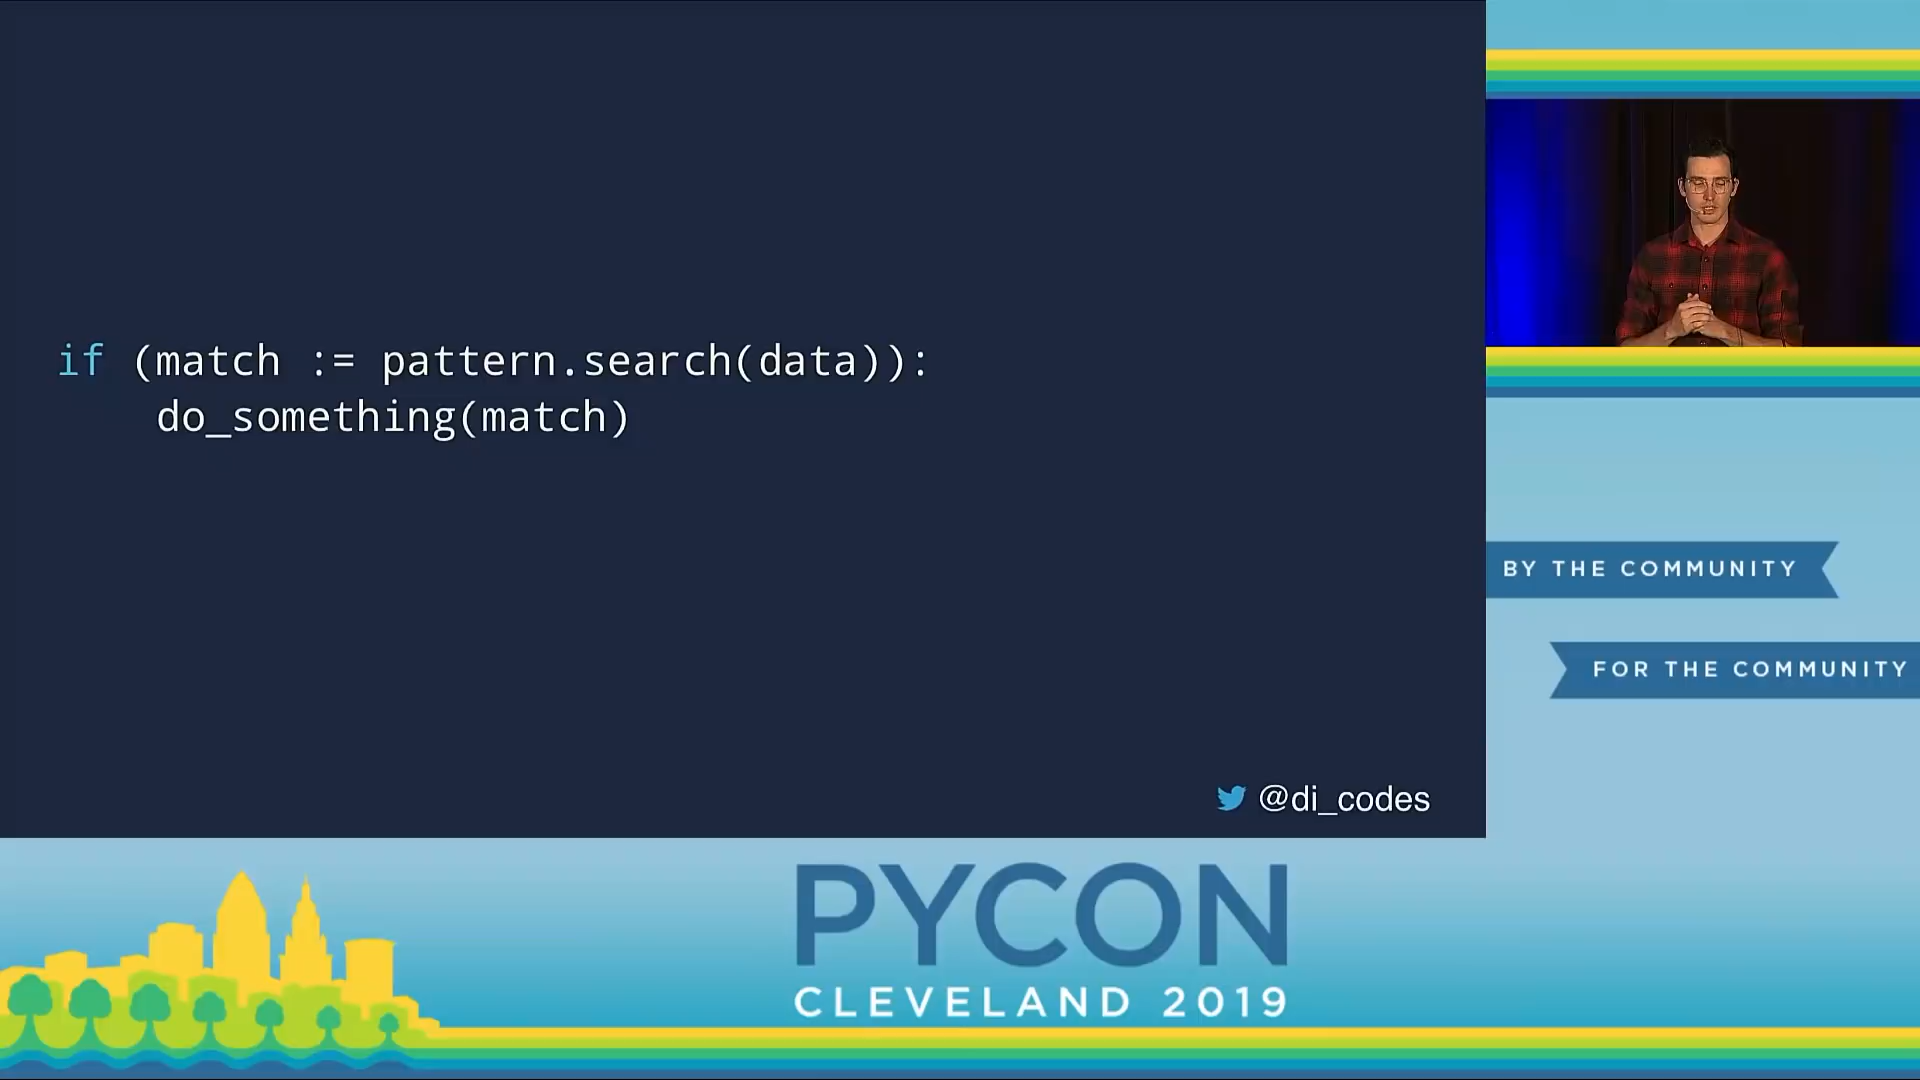 if (match := pattern.search(data)):
    do_something(match)
@di_codes
BY THE COMMUNITY
FOR THE COMMUNITY
PYCON
CLEVELAND 2019